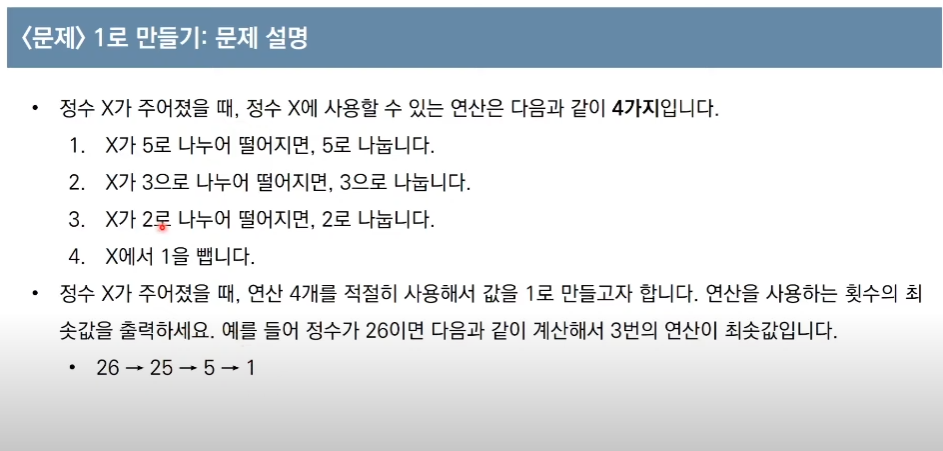 〈문제〉 1로 만들기: 문제 설명
• 정수 X가 주어졌을 때, 정수 X에 사용할 수 있는 연산은 다음과 같이 4가지입니다.
1. X가 5로 나누어 떨어지면, 5로 나눕니다.
2. X가 3으로 나누어 떨어지면, 3으로 나눕니다.
3. X가 2로 나누어 떨어지면, 2로 나눕니다.
4. X에서 1을 뺍니다.
• 정수 X가 주어졌을 때, 연산 4개를 적절히 사용해서 값을 1로 만들고자 합니다. 연산을 사용하는 횟수의 최
솟값을 출력하세요. 예를 들어 정수가 26이면 다음과 같이 계산해서 3번의 연산이 최솟값입니다.
• 26 → 25 → 5 → 1